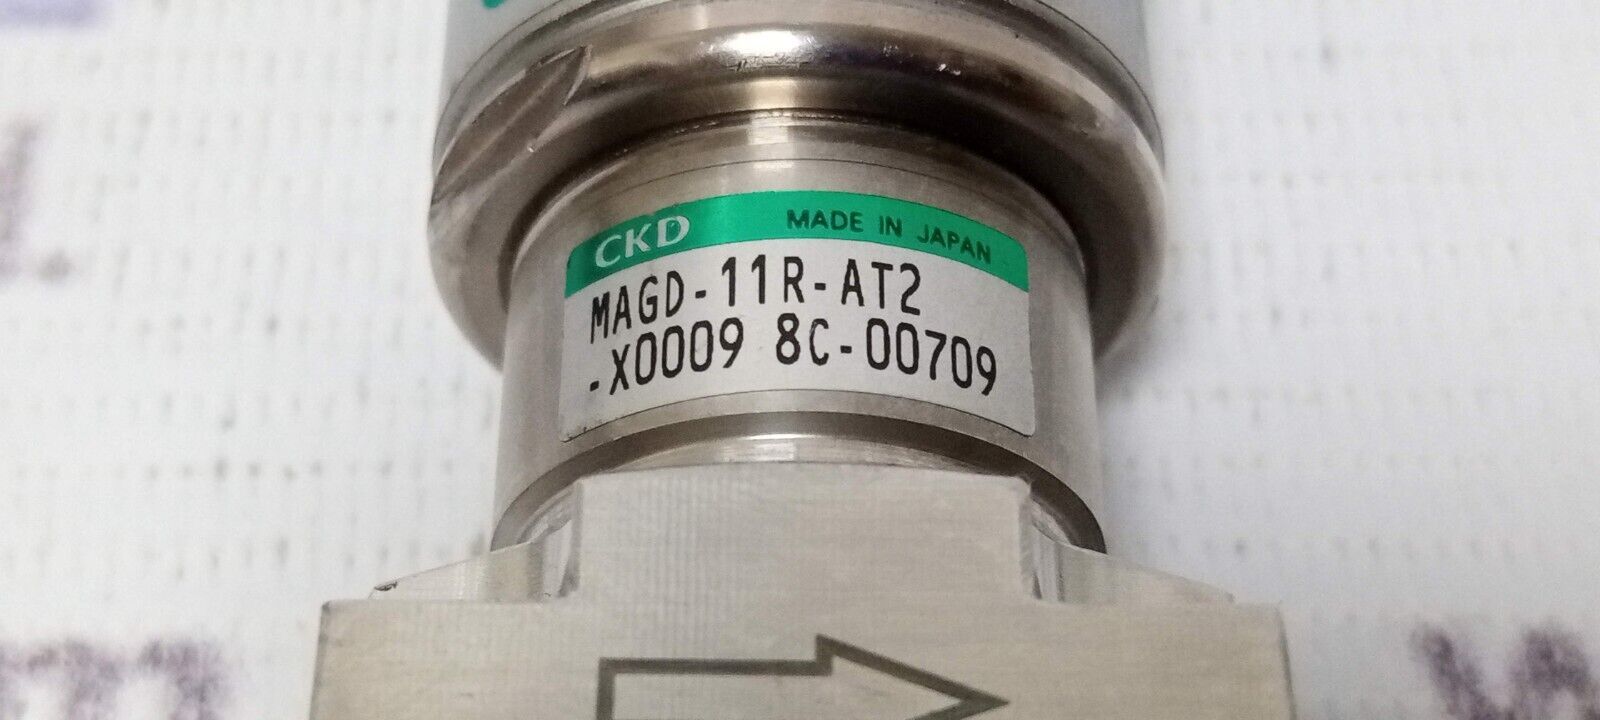 CKD MADE IN JAPAN
MAGD-11R-AT2
-X0009 8C-00709